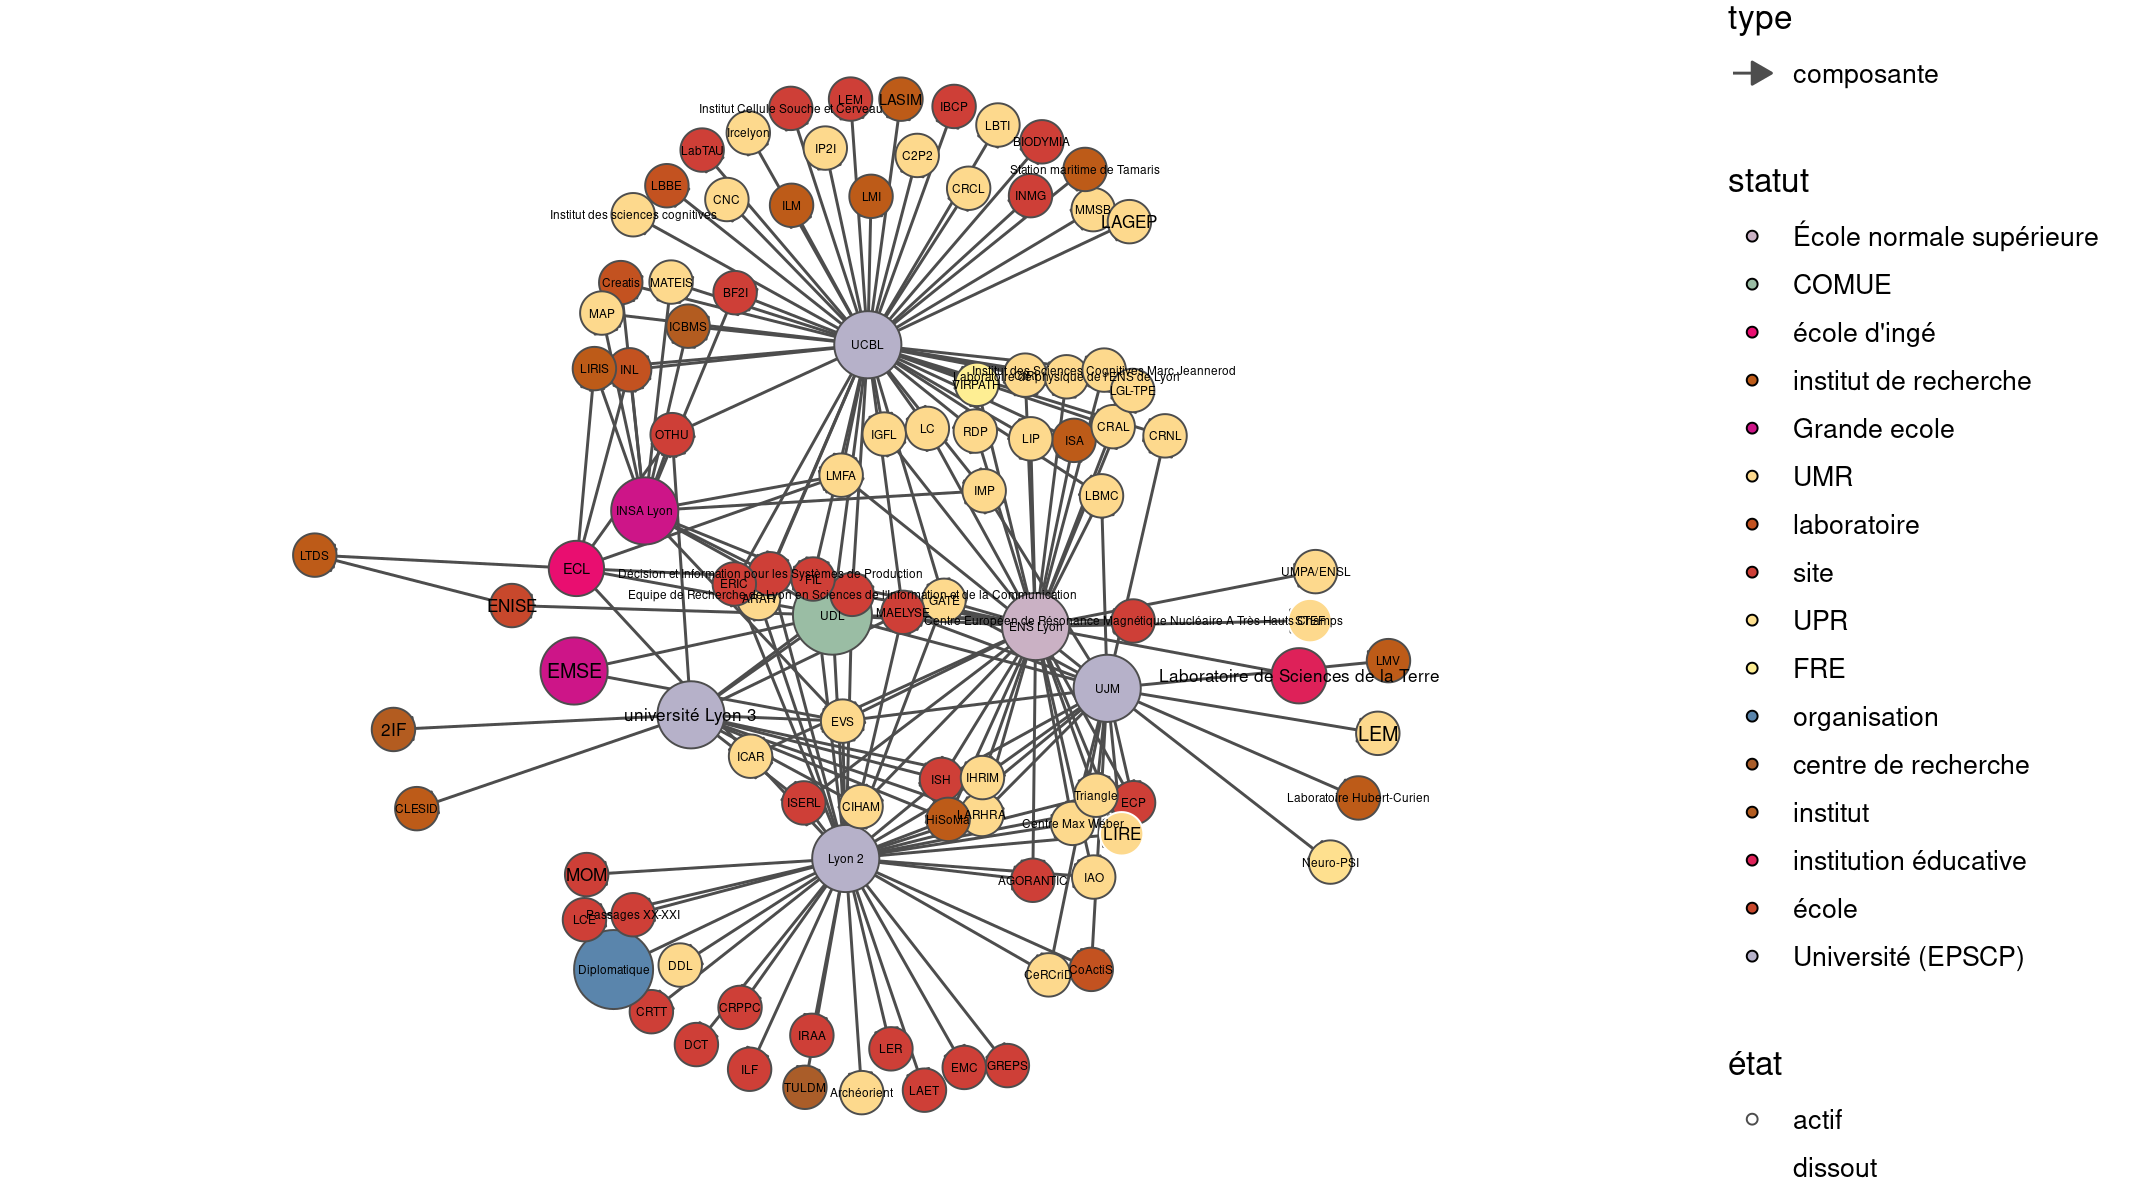 type
composante
statut
École normale supérieure
COMUE
école d'ingé
institut de recherche
Grande ecole
UMR
laboratoire
site
UPR
FRE
organisation
centre de recherche
institut
institution éducative
école
Université (EPSCP)
état
actif
dissout
LEM
LASIM
IBCP
Institut Cellule Souche et Cerveau
Ircelyon
LBTI
BIODYMIA
LabTAU
IP2I
C2P2
Station maritime de Tamaris
LBBE
CNC
ILM
LMI
CRCL
INMG
MMSB
LAGEP
Institut des sciences cognitives
Creatis
MATEIS
BF2I
MAP
ICBMS
UCBL
LIRIS
INL
Institut des Sciences Cognitives Marc Jeannerod
Laboratoire de physique de l'ENS de Lyon
VIRPATH
LGL-TPE
OTHU
IGFL
LC
RDP
LIP
ISA
CRAL
CRNL
LMFA
IMP
LBMC
INSA Lyon
LTDS
ECL
Décision et Information pour les Systèmes de Production
ERIC
FIL
UMPA/ENSL
Equipe de Recherche de Lyon en Sciences de l'Information et de la Communication
ARAR
GATE
ENISE
UDL
MAELYSE
ENS Lyon
Centre Européen de Résonance Magnétique Nucléaire A Très Hauts Champs
STEF
EMSE
UJM
Laboratoire de Sciences de la Terre
LMV
université Lyon 3
EVS
2IF
LEM
ICAR
ISH
IHRIM
CLESID
ISERL
CIHAM
HiSoMa
LARHRA
Triangle
ECP
Centre Max Weber
LIRE
Laboratoire Hubert-Curien
Lyon 2
Neuro-PSI
MOM
AGORANTIC
IAO
LCE
Passages XX-XXI
Diplomatique
DDL
CeRCriD
CoActiS
CRTT
CRPPC
DCT
IRAA
LER
ILF
EMC
GREPS
TULDM
Archéorient
LAET